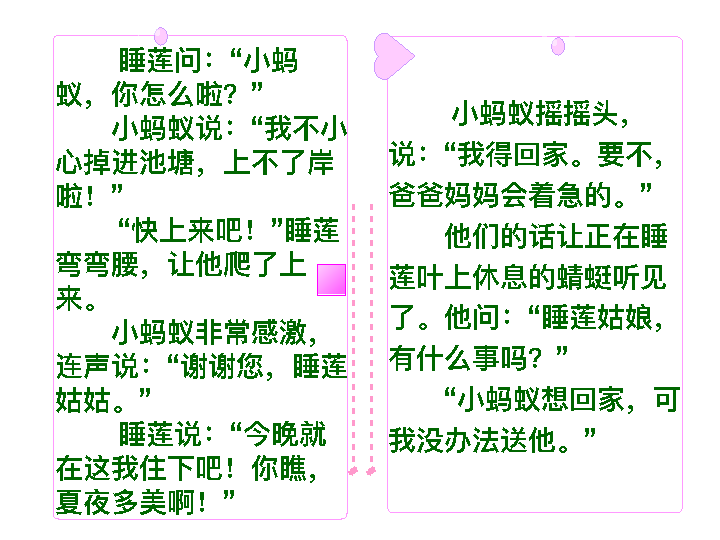 睡莲问：“小蚂
蚁，你怎么啦？”
小蚂蚁说：“我不小
心掉进池塘，上不了岸
啦！”
“快上来吧！”睡莲
弯弯腰，让他爬了上
来。
小蚂蚁非常感激，
连声说：“谢谢您，睡莲
姑姑。”
睡莲说：“今晚就
在这我住下吧！你瞧，
夏夜多美啊！”
小蚂蚁摇摇头，
说：“我得回家。要不，
爸爸妈妈会着急的。”
他们的话让正在睡
莲叶上休息的蜻蜓听见
了。他问：“睡莲姑娘，
有什么事吗？”
“小蚂蚁想回家，可
我没办法送他。”